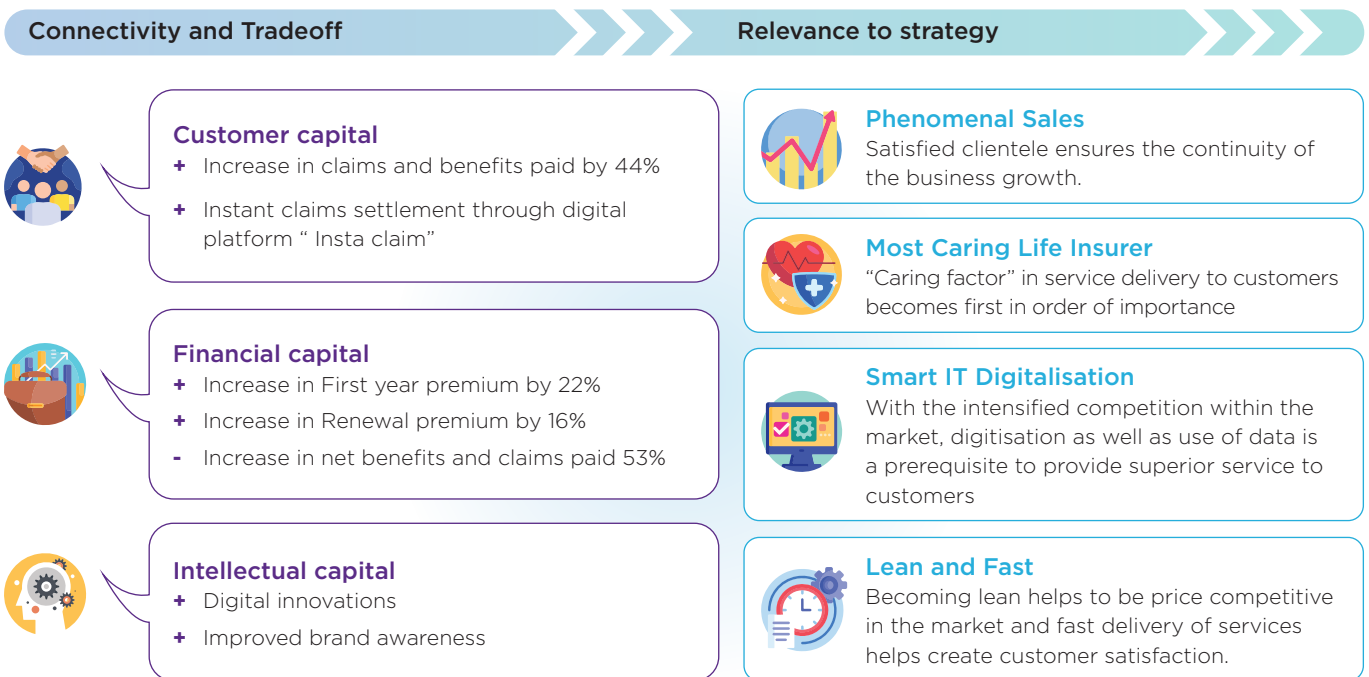 Connectivity and Tradeoff
Relevance to strategy
Customer capital
+ Increase in claims and benefits paid by 44%
+ Instant claims settlement through digital
platform “ Insta claim”
Financial capital
+ Increase in First year premium by 22%
+ Increase in Renewal premium by 16%
- Increase in net benefits and claims paid 53%
Intellectual capital
+ Digital innovations
+ Improved brand awareness
Phenomenal Sales
Satisfied clientele ensures the continuity of
the business growth.
Most Caring Life Insurer
“Caring factor” in service delivery to customers
becomes first in order of importance
Smart IT Digitalisation
With the intensified competition within the
market, digitisation as well as use of data is
a prerequisite to provide superior service to
customers
Lean and Fast
Becoming lean helps to be price competitive
in the market and fast delivery of services
helps create customer satisfaction.